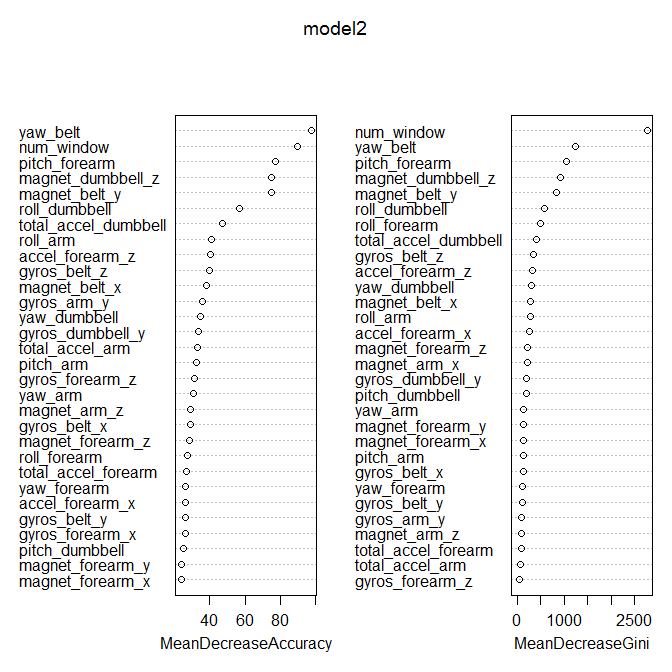 model2
yaw_belt
num_window
pitch_forearm
magnet_dumbbell_z
magnet_belt_y
roll_dumbbell
total_accel_dumbbell
roll_arm
accel_forearm_z
gyros_belt_z
magnet_belt_x
gyros_arm_y
yaw_dumbbell
gyros_dumbbell_y
total_accel_arm
pitch_arm
gyros_forearm_z
yaw_arm
magnet_arm_z
gyros_belt_x
magnet_forearm_z
roll_forearm
total_accel_forearm
yaw_forearm
accel_forearm_x
gyros_belt_y
gyros_forearm_x
pitch_dumbbell
magnet_forearm_y
magnet_forearm_x
40 60 80
MeanDecreaseAccuracy
num_window
yaw_belt
pitch_forearm
magnet_dumbbell_z
magnet_belt_y
roll_dumbbell
roll_forearm
total_accel_dumbbell
gyros_belt_z
accel_forearm_z
yaw_dumbbell
magnet_belt_x
roll_arm
accel_forearm_x
magnet_forearm_z
magnet_arm_x
gyros_dumbbell_y
pitch_dumbbell
yaw_arm
magnet_forearm_y
magnet_forearm_x
pitch_arm
gyros_belt_x
yaw_forearm
gyros_belt_y
gyros_arm_y
magnet_arm_z
total_accel_forearm
total_accel_arm
gyros_forearm_z
0 1000 2500
MeanDecreaseGini